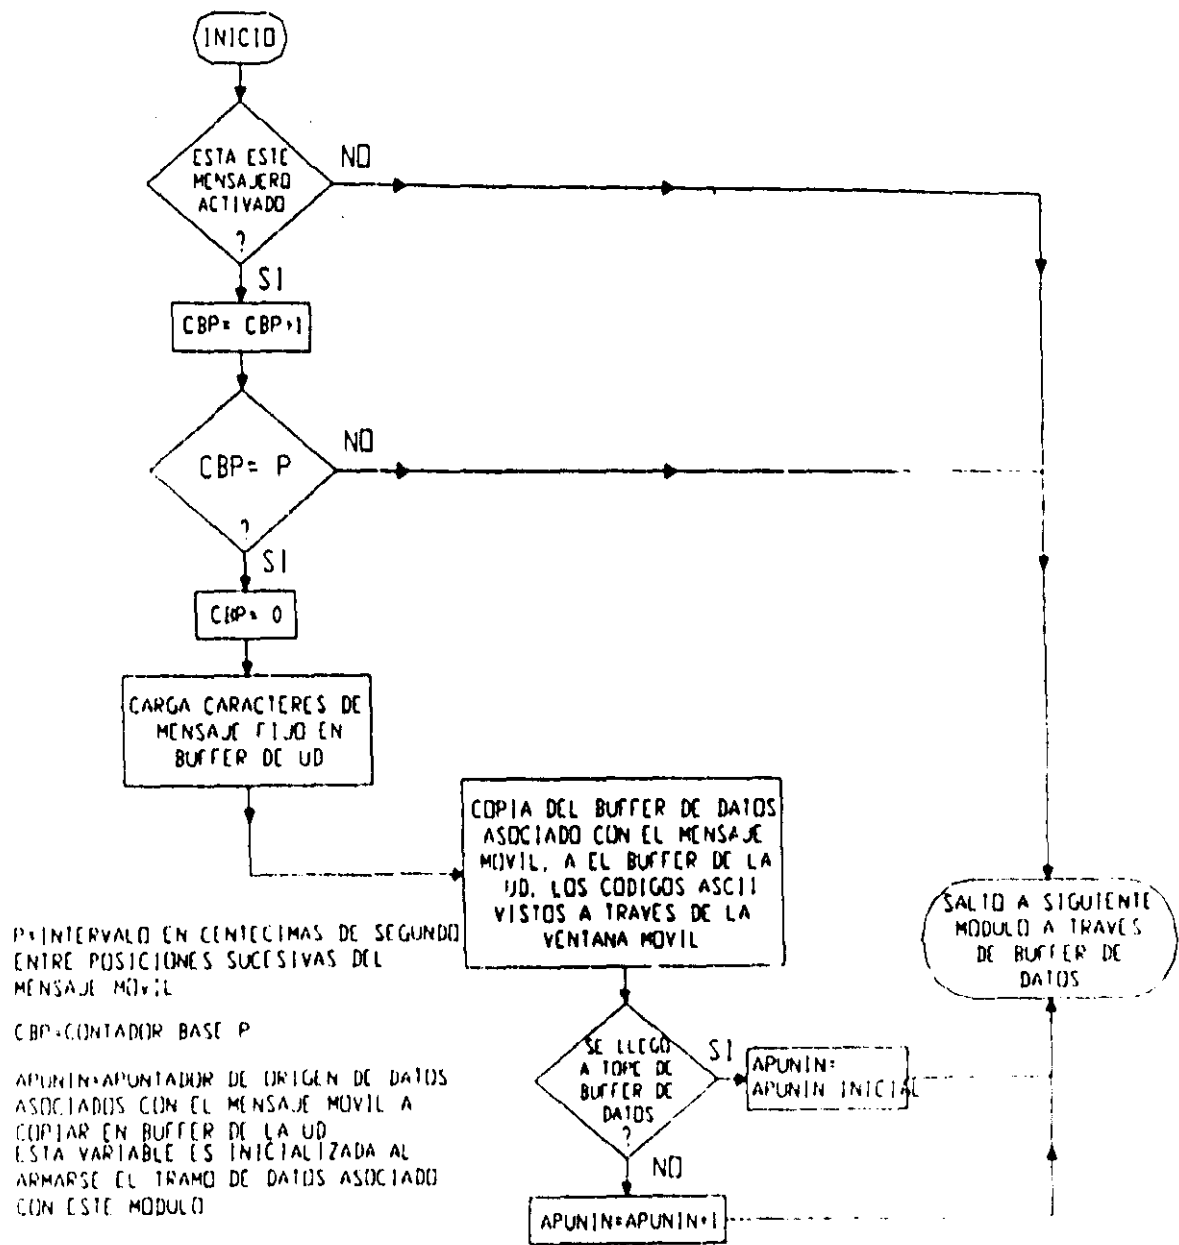 INICIO
ESTA ESTE
MENSAJERO
ACTIVADO
?
NO
SI
CBP= CBP+1
CBP= P
?
NO
SI
CBP= 0
CARGA CARACTERES DE
MENSAJE FIJO EN
BUFFER DE UD
COPIA DEL BUFFER DE DATOS
ASOCIADO CON EL MENSAJE
MOVIL, A EL BUFFER DE LA
UD, LOS CODIGOS ASCII
VISTOS A TRAVES DE LA
VENTANA MOVIL
SE LLEGO
A TOPE DE
BUFFER DE
DATOS
?
SI
APUNIN=
APUNIN INICIAL
NO
APUNIN=APUNIN+1
SALTO A SIGUIENTE
MODULO A TRAVES
DE BUFFER DE
DATOS
P=INTERVALO EN CENTECIMAS DE SEGUNDO
ENTRE POSICIONES SUCESIVAS DEL
MENSAJE MOVIL
CBP=CONTADOR BASE P
APUNIN=APUNTADOR DE ORIGEN DE DATOS
ASOCIADOS CON EL MENSAJE MOVIL A
COPIAR EN BUFFER DE LA UD
ESTA VARIABLE ES INICIALIZADA AL
ARMARSE EL TRAMO DE DATOS ASOCIADO
CON ESTE MODULO